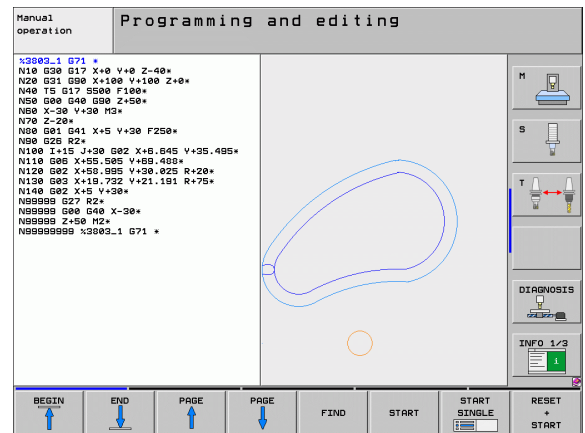 Manual
operation
Programming and editing
%3803_1 G71 *
N10 G30 G17 X+0 Y+0 Z-40*
N20 G31 G90 X+100 Y+100 Z+0*
N40 T5 G17 S500 F100*
N50 G00 G40 G90 Z+50*
N60 X-30 Y+30 M3*
N70 Z-20*
N80 G01 G41 X+5 Y+30 F250*
N90 G26 R2*
N100 I+15 J+30 G02 X+6.645 Y+35.495*
N110 G06 X+55.505 Y+69.488*
N120 G02 X+58.995 Y+30.025 R+20*
N130 G03 X+19.732 Y+21.191 R+75*
N140 G02 X+5 Y+30*
N99999 G27 R2*
N99999 G00 G40 X-30*
N99999 Z+50 M2*
N99999999 %3803_1 G71 *
M
S
T
DIAGNOSIS
INFO 1/3
i
BEGIN
END
PAGE
PAGE
FIND
START
START
SINGLE
RESET
+
START